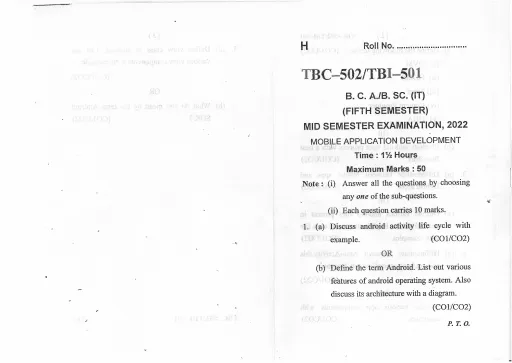 H Roll No. ..............................
TBC–502/TBI–501
B. C. A./B. SC. (IT)
(FIFTH SEMESTER)
MID SEMESTER EXAMINATION, 2022
MOBILE APPLICATION DEVELOPMENT
Time : 1½ Hours
Maximum Marks : 50
Note : (i) Answer all the questions by choosing
any one of the sub-questions.
(ii) Each question carries 10 marks.
1. (a) Discuss android activity life cycle with
example. (CO1/CO2)
OR
(b) Define the term Android. List out various
features of android operating system. Also
discuss its architecture with a diagram.
(CO1/CO2)
P. T. O.